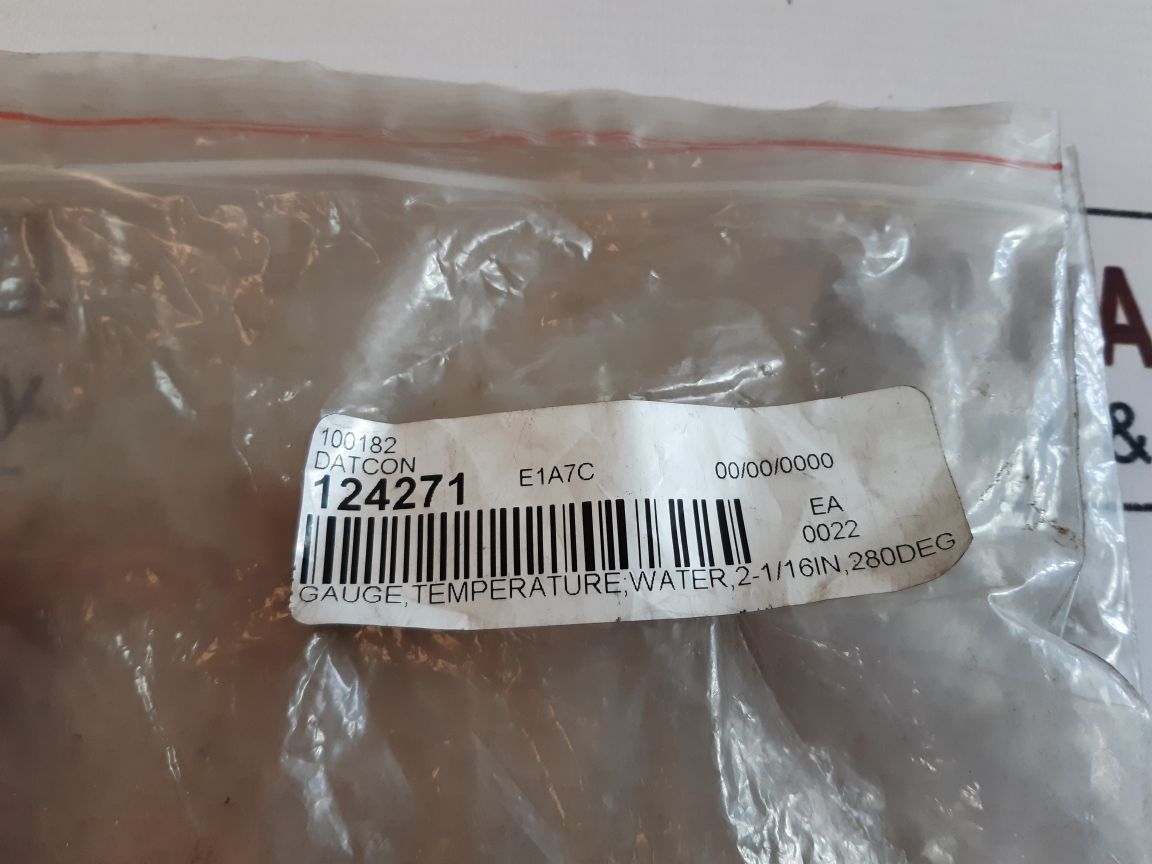 100182
DATCON
124271 E1A7C 00/00/0000
EA
0022
GAUGE,TEMPERATURE;WATER,2-1/16IN,280DEG
A
&
y